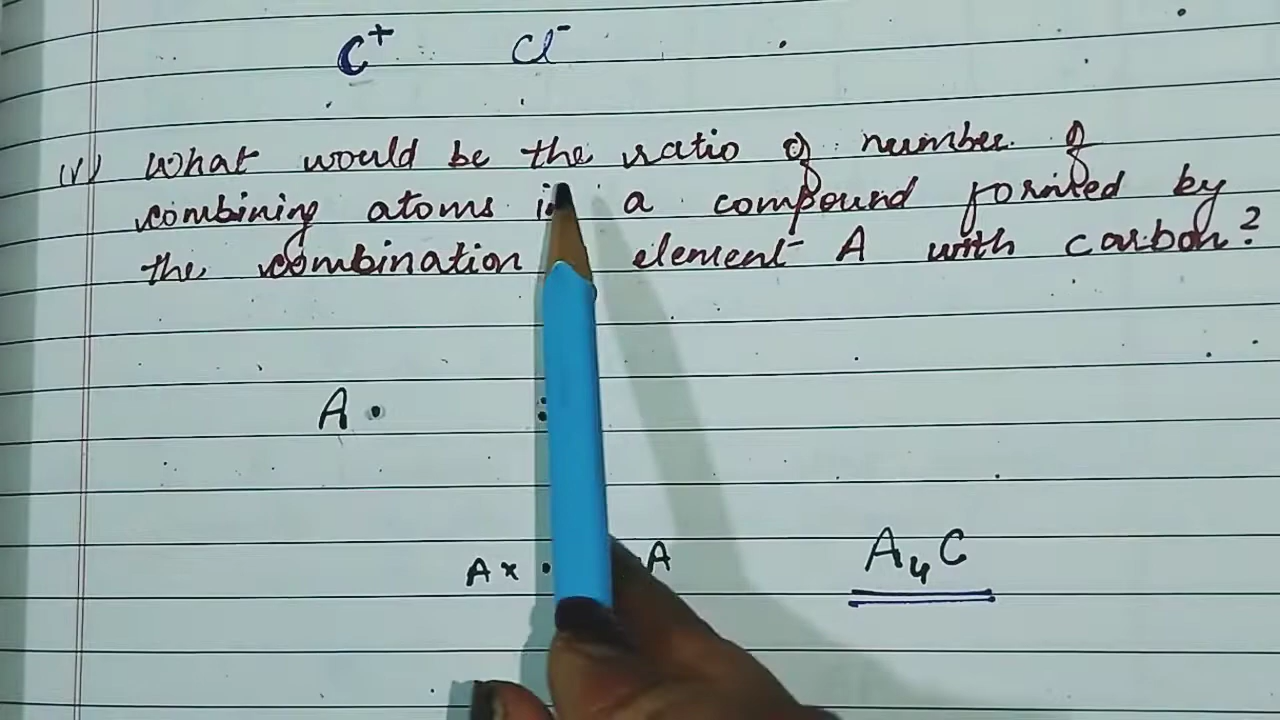 C+ Cl-
(v) What would be the ratio of number of
combining atoms in a compound formed by
the combination element A with carbon?
A •
A x • A
A4C